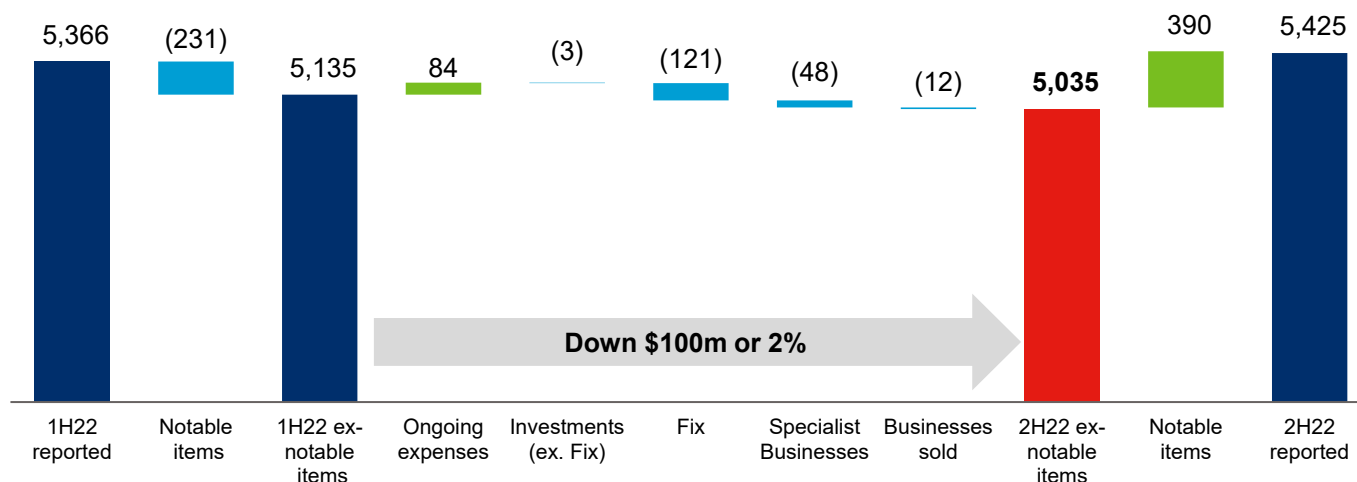 5,366
(231)
5,135
84
(3)
(121)
(48)
(12)
5,035
390
5,425
Down $100m or 2%
1H22
reported
Notable
items
1H22 ex-
notable
items
Ongoing
expenses
Investments
(ex. Fix)
Fix
Specialist
Businesses
Businesses
sold
2H22 ex-
notable
items
Notable
items
2H22
reported